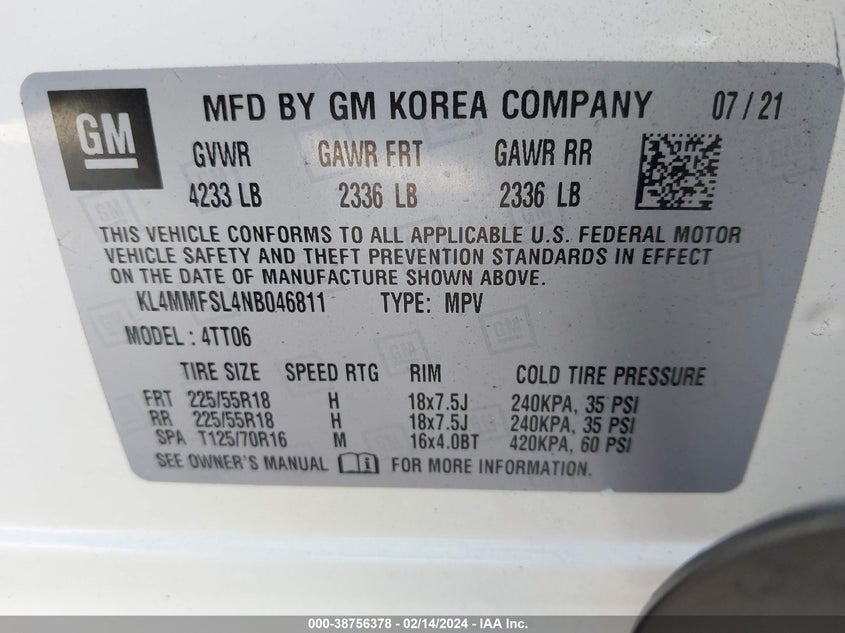 GM
MFD BY GM KOREA COMPANY 07/21
GVWR GAWR FRT GAWR RR
4233 LB 2336 LB 2336 LB
THIS VEHICLE CONFORMS TO ALL APPLICABLE U.S. FEDERAL MOTOR
VEHICLE SAFETY AND THEFT PREVENTION STANDARDS IN EFFECT
ON THE DATE OF MANUFACTURE SHOWN ABOVE.
KL4MMFSL4NB046811 TYPE: MPV
MODEL : 4TT06
TIRE SIZE SPEED RTG RIM COLD TIRE PRESSURE
FRT 225/55R18 H 18x7.5J 240KPA, 35 PSI
RR 225/55R18 H 18x7.5J 240KPA, 35 PSI
SPA T125/70R16 M 16x4.0BT 420KPA, 60 PSI
SEE OWNER'S MANUAL FOR MORE INFORMATION.
000-38756378 - 02/14/2024 - IAA Inc.